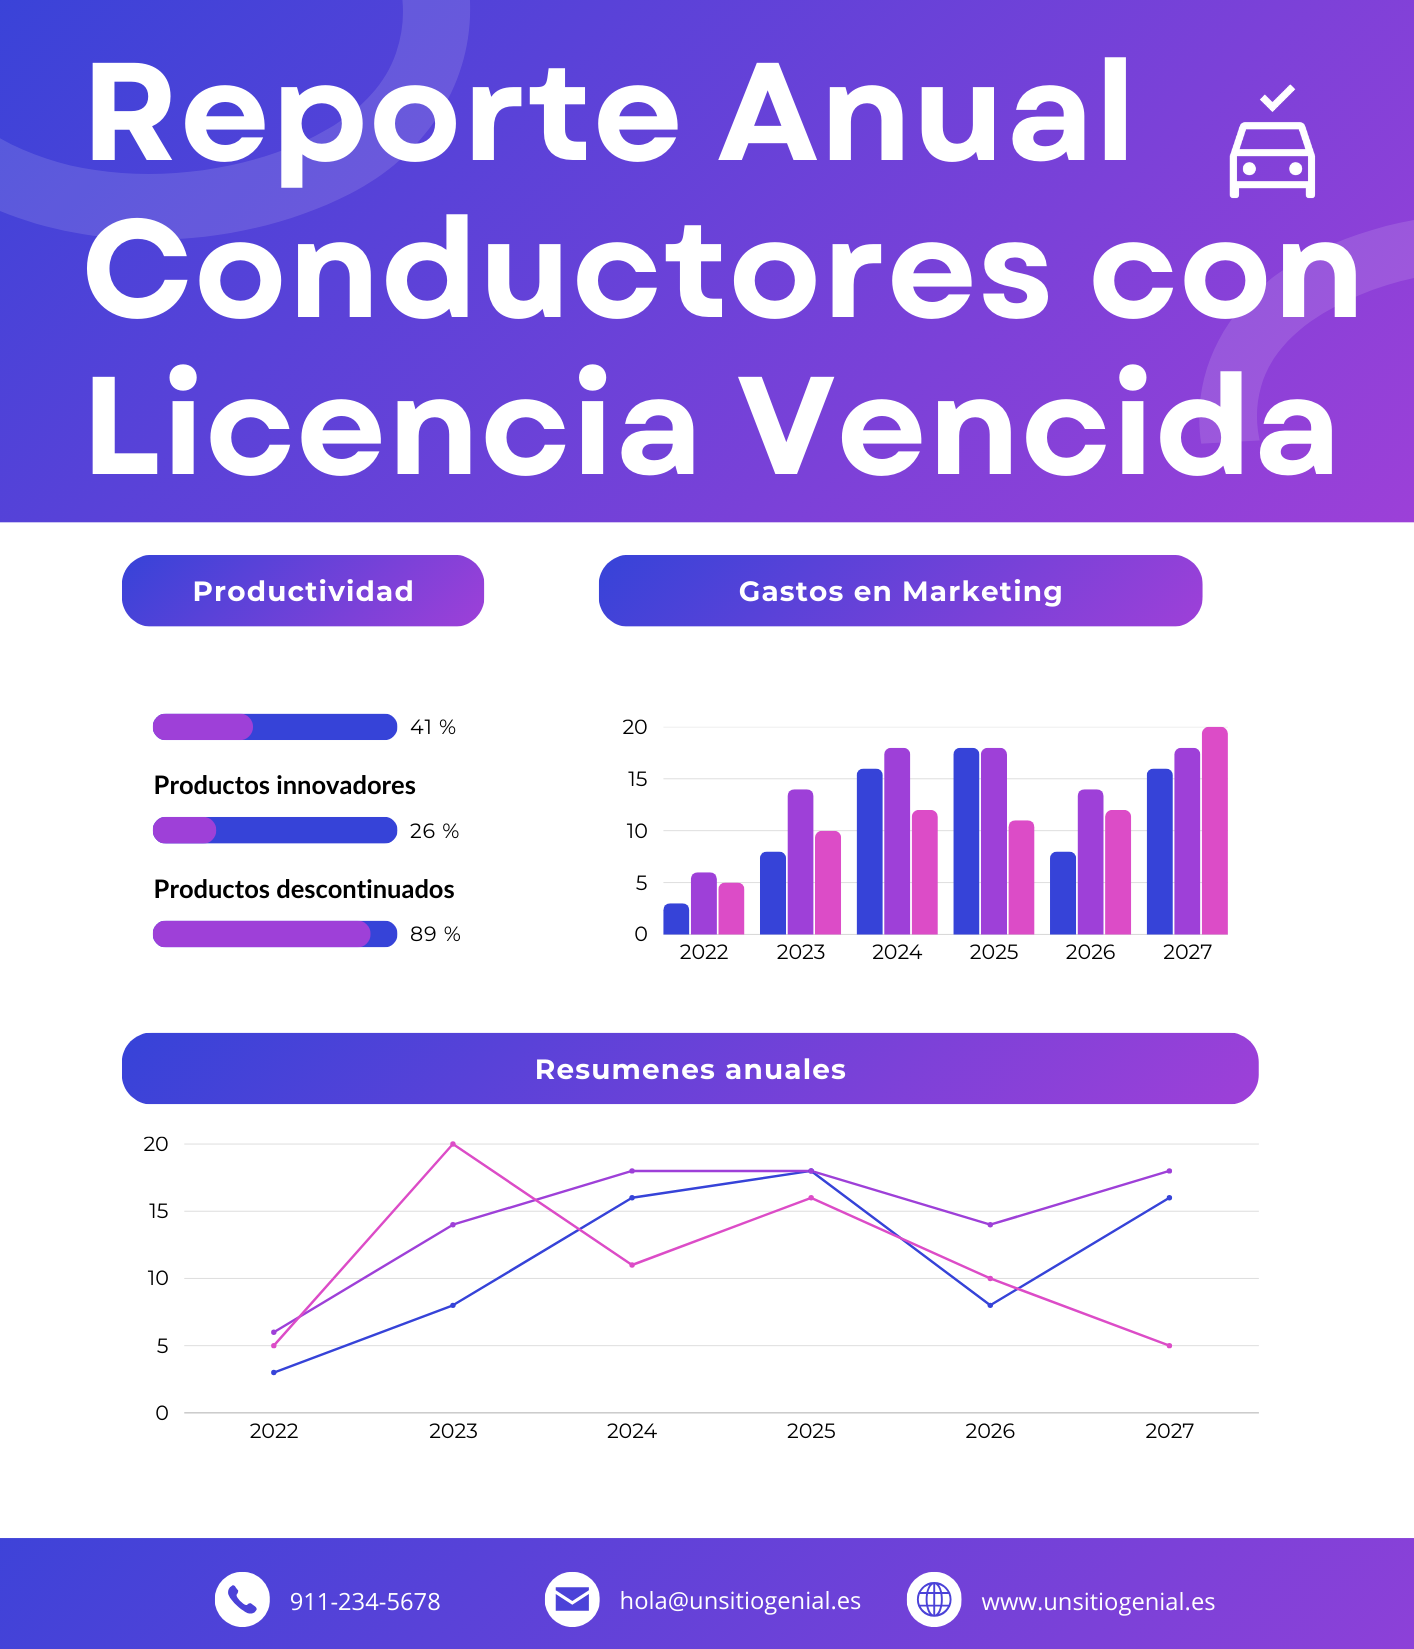 Reporte Anual
Conductores con
Licencia Vencida
Productividad
Gastos en Marketing
41 %
Productos innovadores
26 %
Productos descontinuados
89 %
20
15
10
5
0
2022 2023 2024 2025 2026 2027
Resumenes anuales
20
15
10
5
0
2022 2023 2024 2025 2026 2027
911-234-5678
hola@unsitiogenial.es
www.unsitiogenial.es